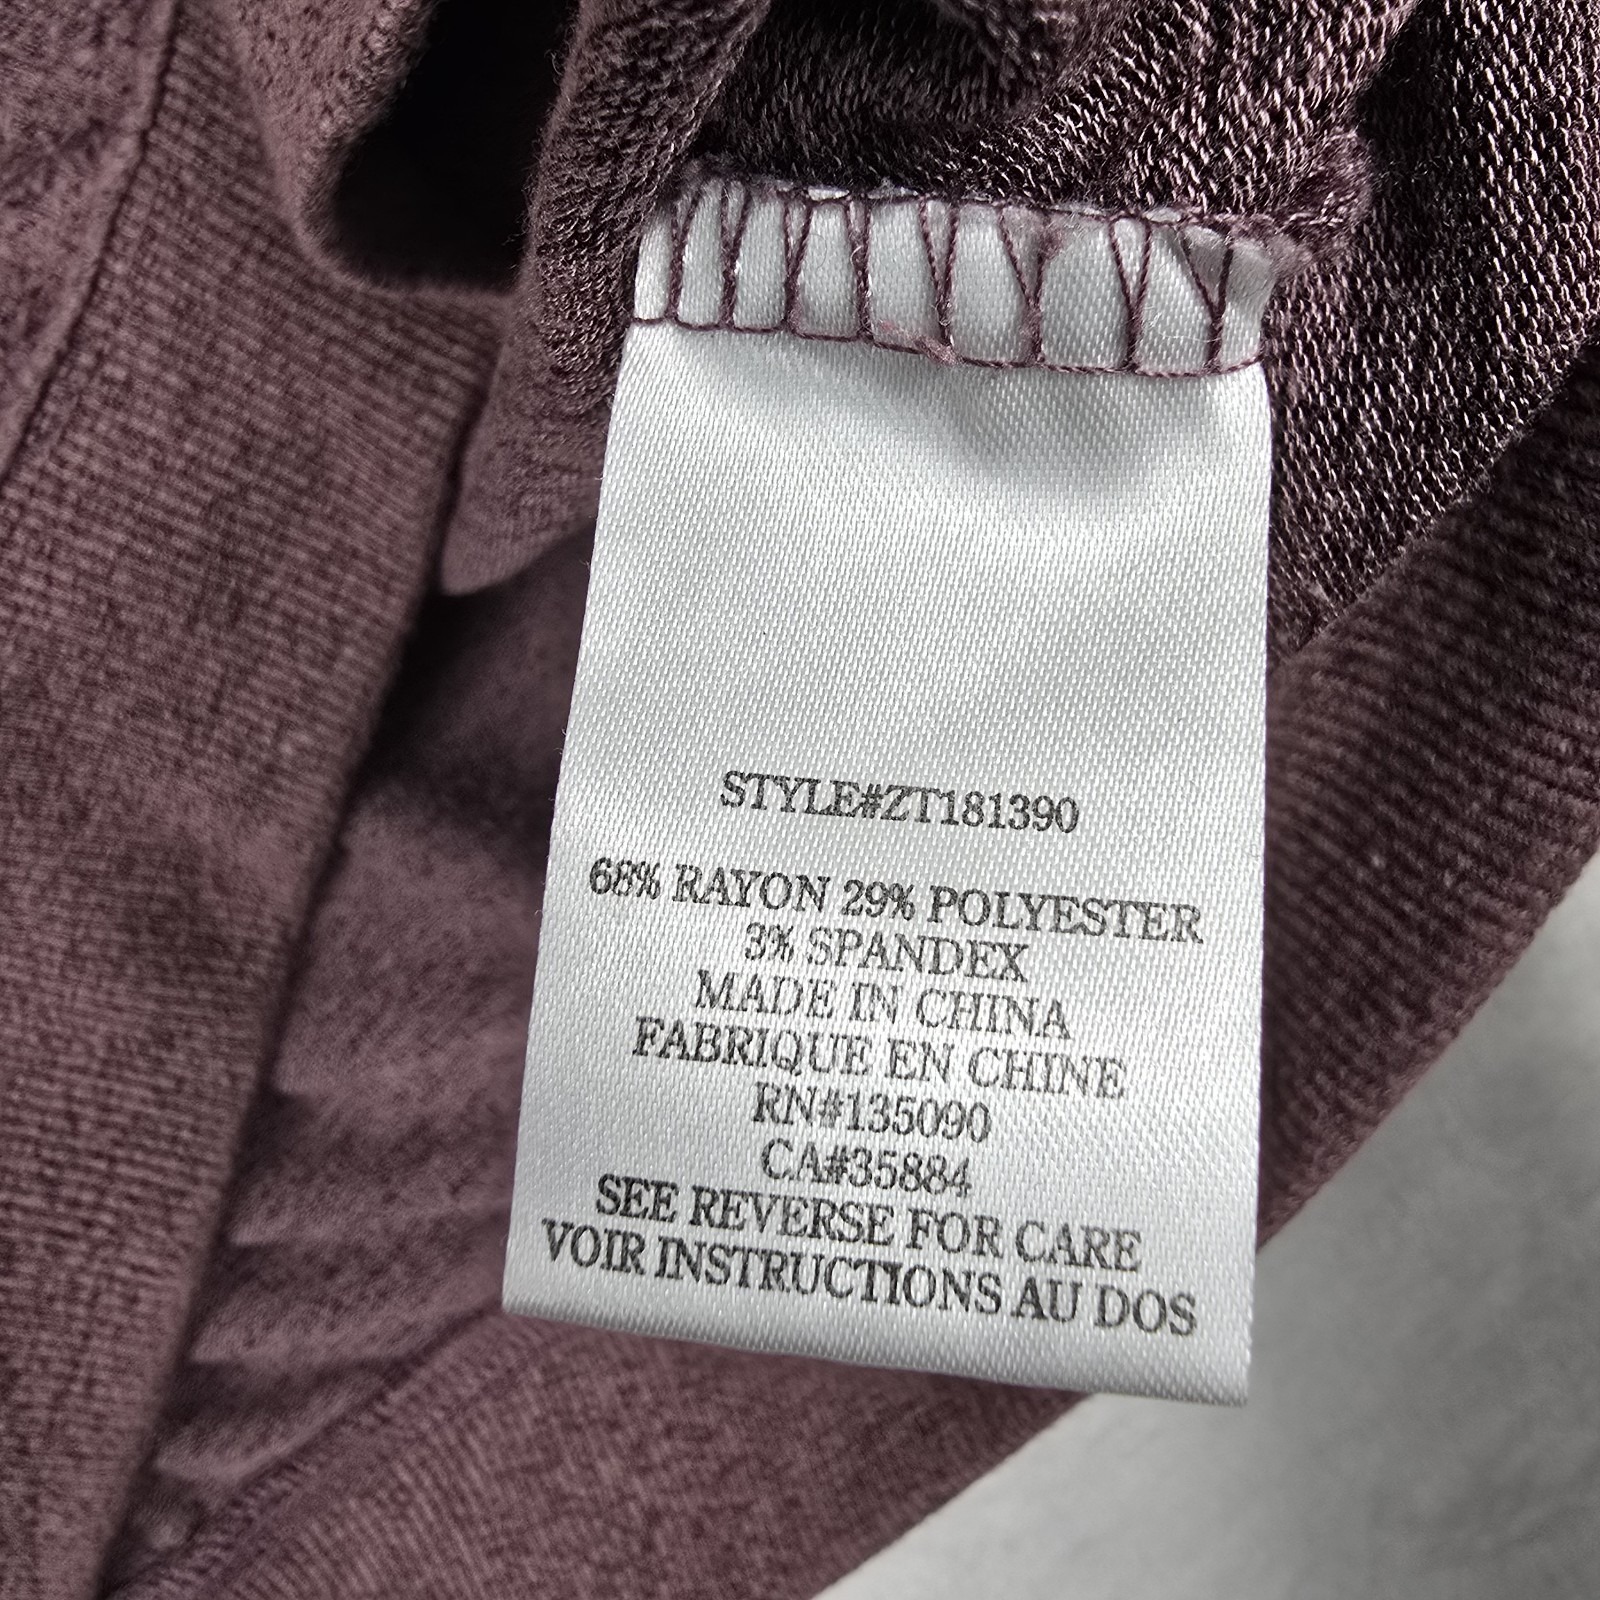 STYLE#ZT181390
68% RAYON 29% POLYESTER
3% SPANDEX
MADE IN CHINA
FABRIQUE EN CHINE
RN#135090
CA#35884
SEE REVERSE FOR CARE
VOIR INSTRUCTIONS AU DOS